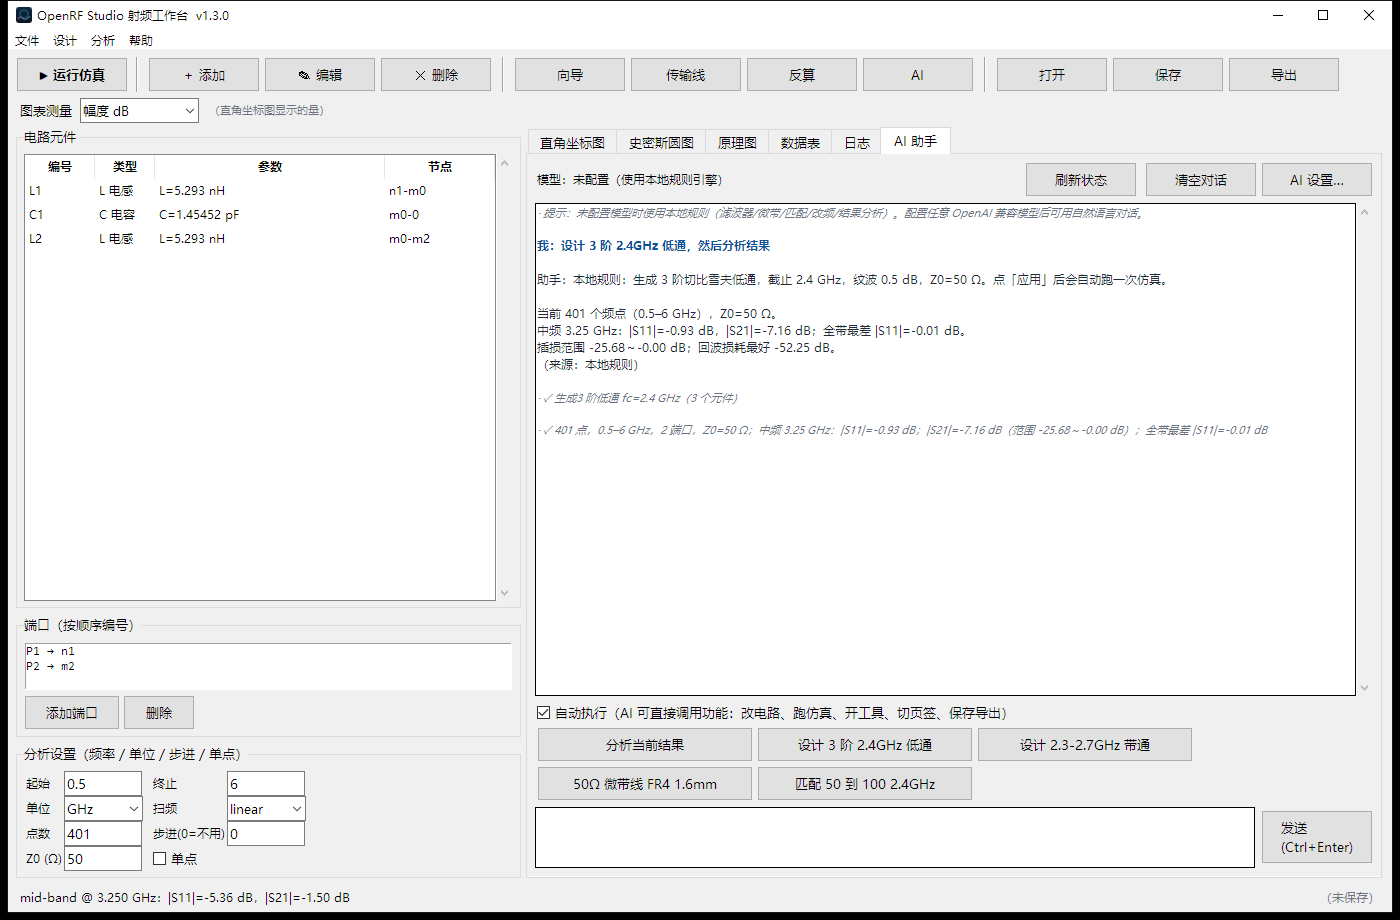 OpenRF Studio 射频工作台 v1.3.0
文件 设计 分析 帮助
▶ 运行仿真 + 添加 ✎ 编辑 ✕ 删除 向导 传输线 反算 AI 打开 保存 导出
图表测量 幅度 dB （直角坐标图显示的量）
电路元件
编号 类型 参数 节点
L1 L 电感 L=5.293 nH n1-m0
C1 C 电容 C=1.45452 pF m0-0
L2 L 电感 L=5.293 nH m0-m2
端口（按顺序编号）
P1 → n1
P2 → m2
添加端口 删除
分析设置（频率 / 单位 / 步进 / 单点）
起始 0.5 终止 6
单位 GHz 扫频 linear
点数 401 步进(0=不用) 0
Z0 (Ω) 50 单点
直角坐标图 史密斯圆图 原理图 数据表 日志 AI 助手
模型：未配置（使用本地规则引擎） 刷新状态 清空对话 AI 设置...
· 提示：未配置模型时使用本地规则（滤波器/微带/匹配/改频/结果分析）。配置任意 OpenAI 兼容模型后可用自然语言对话。
我：设计 3 阶 2.4GHz 低通，然后分析结果
助手：本地规则：生成 3 阶切比雪夫低通，截止 2.4 GHz，纹波 0.5 dB，Z0=50 Ω。点「应用」后会自动跑一次仿真。
当前 401 个频点（0.5–6 GHz），Z0=50 Ω。
中频 3.25 GHz：|S11|=-0.93 dB，|S21|=-7.16 dB；全带最差 |S11|=-0.01 dB。
插损范围 -25.68～-0.00 dB；回波损耗最好 -52.25 dB。
（来源：本地规则）
· ✓ 生成3 阶低通 fc=2.4 GHz（3 个元件）
· ✓ 401 点，0.5–6 GHz，2 端口，Z0=50 Ω；中频 3.25 GHz：|S11|=-0.93 dB；|S21|=-7.16 dB（范围 -25.68～-0.00 dB）；全带最差 |S11|=-0.01 dB
自动执行（AI 可直接调用功能：改电路、跑仿真、开工具、切页签、保存导出）
分析当前结果 设计 3 阶 2.4GHz 低通 设计 2.3-2.7GHz 带通
50Ω 微带线 FR4 1.6mm 匹配 50 到 100 2.4GHz
发送
(Ctrl+Enter)
mid-band @ 3.250 GHz：|S11|=-5.36 dB，|S21|=-1.50 dB （未保存）